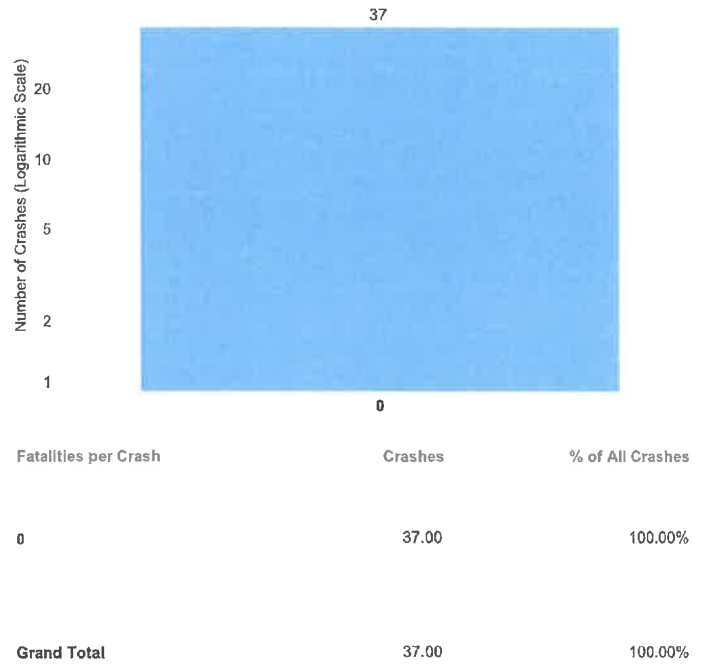 37
Number of Crashes (Logarithmic Scale)
20
10
5
2
1
0
Fatalities per Crash Crashes % of All Crashes
0 37.00 100.00%
Grand Total 37.00 100.00%